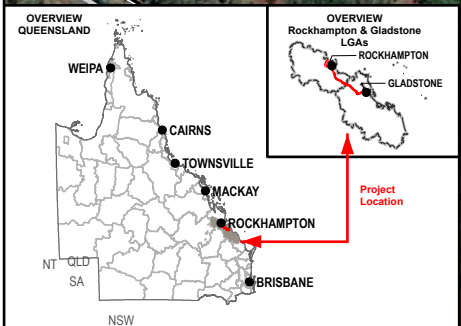 OVERVIEW
QUEENSLAND
WEIPA
CAIRNS
TOWNSVILLE
MACKAY
ROCKHAMPTON
BRISBANE
NT
QLD
SA
NSW
OVERVIEW
Rockhampton & Gladstone
LGAs
ROCKHAMPTON
GLADSTONE
Project
Location